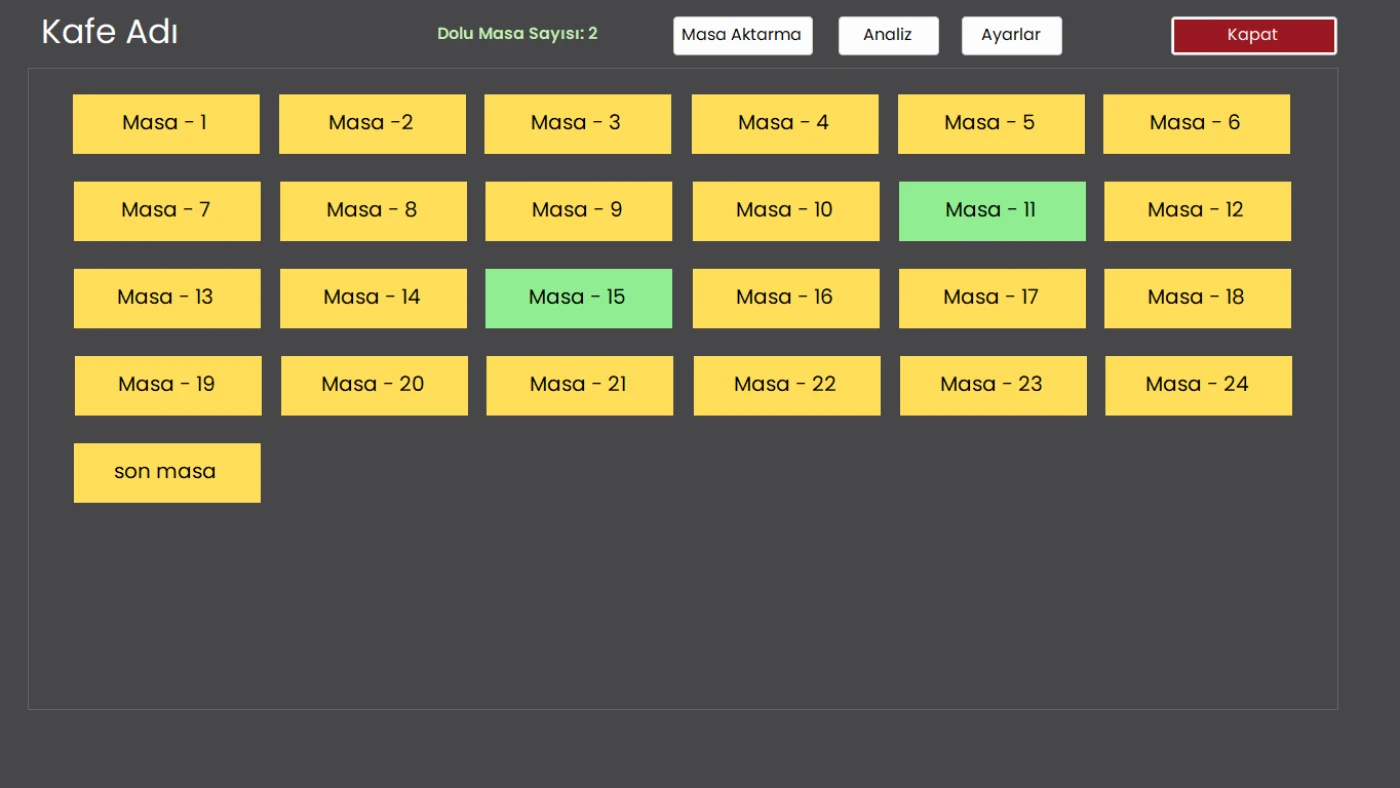 Kafe Adı
Dolu Masa Sayısı: 2
Masa Aktarma
Analiz
Ayarlar
Kapat
Masa - 1
Masa -2
Masa - 3
Masa - 4
Masa - 5
Masa - 6
Masa - 7
Masa - 8
Masa - 9
Masa - 10
Masa - 11
Masa - 12
Masa - 13
Masa - 14
Masa - 15
Masa - 16
Masa - 17
Masa - 18
Masa - 19
Masa - 20
Masa - 21
Masa - 22
Masa - 23
Masa - 24
son masa